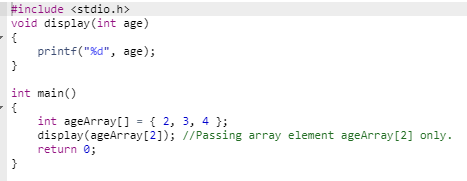 #include <stdio.h>
void display(int age)
{
    printf("%d", age);
}

int main()
{
    int ageArray[] = { 2, 3, 4 };
    display(ageArray[2]); //Passing array element ageArray[2] only.
    return 0;
}